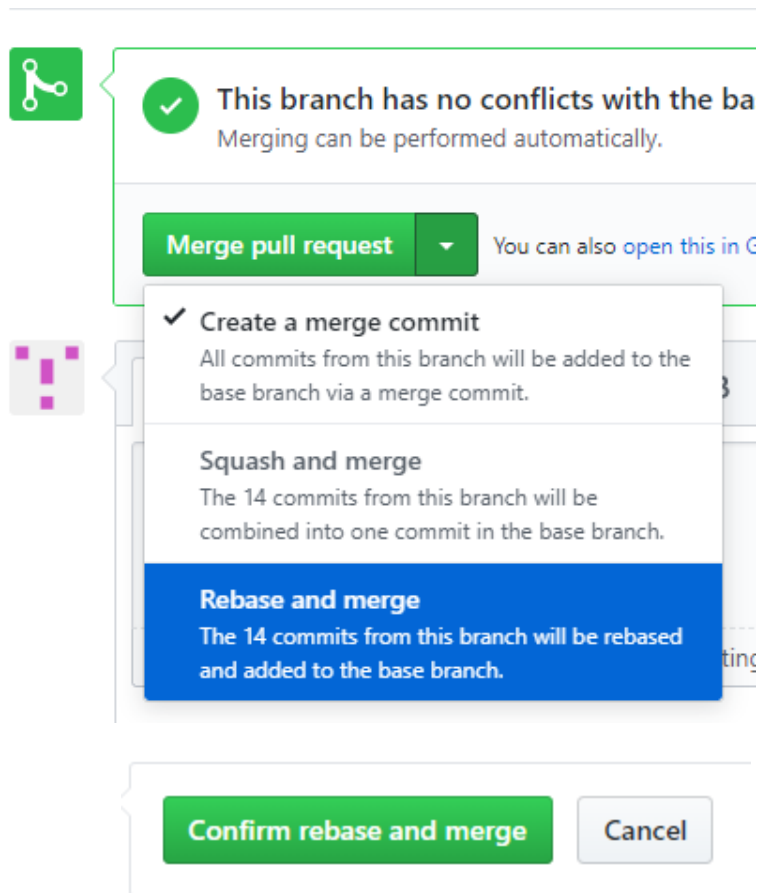 This branch has no conflicts with the ba
Merging can be performed automatically.
Merge pull request
You can also open this in G
Create a merge commit
All commits from this branch will be added to the
base branch via a merge commit.
Squash and merge
The 14 commits from this branch will be
combined into one commit in the base branch.
Rebase and merge
The 14 commits from this branch will be rebased
and added to the base branch.
Confirm rebase and merge
Cancel